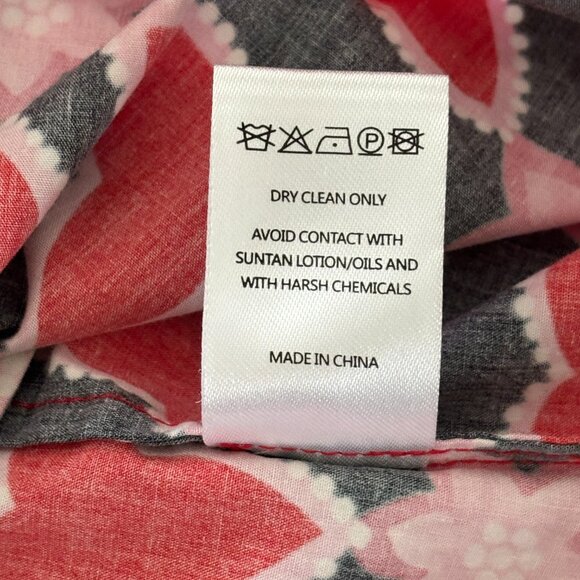 P
DRY CLEAN ONLY
AVOID CONTACT WITH
SUNTAN LOTION/OILS AND
WITH HARSH CHEMICALS
MADE IN CHINA